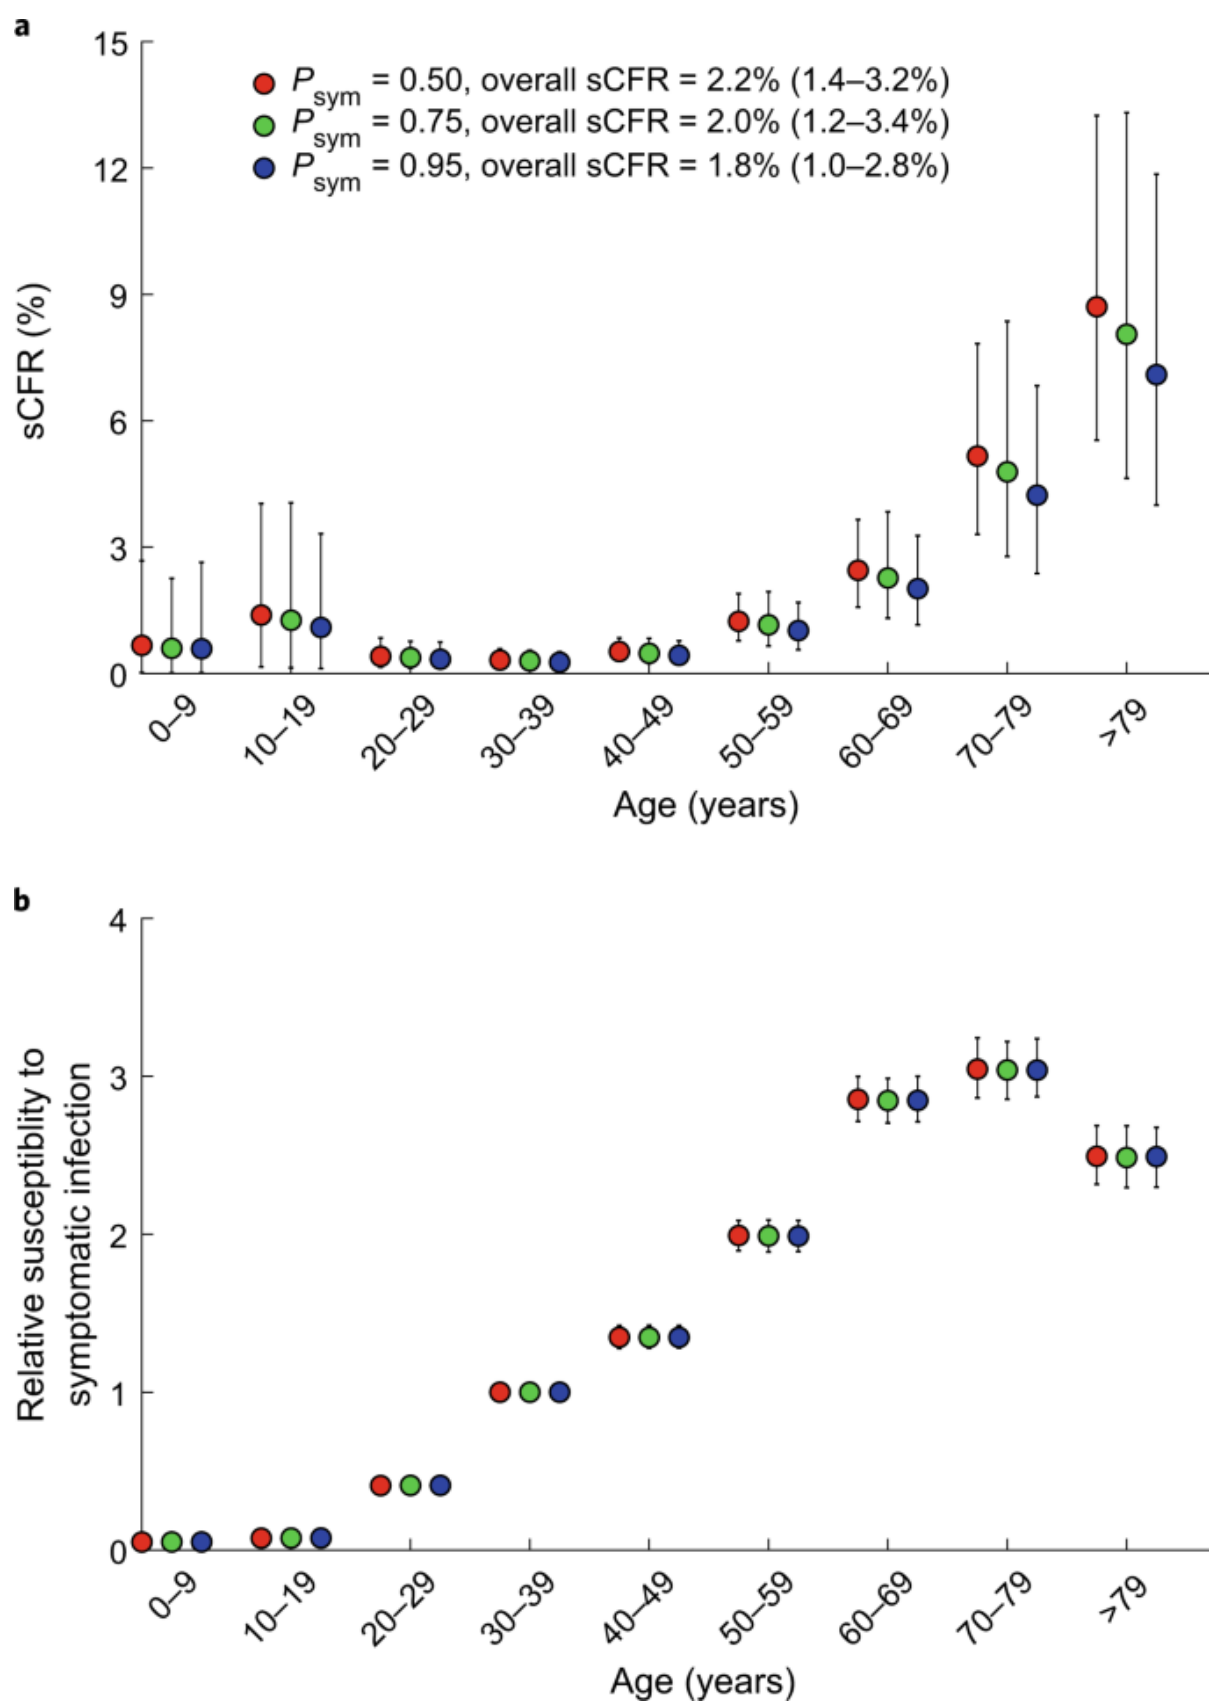 a
15
12
9
6
3
0
sCFR (%)
Psym = 0.50, overall sCFR = 2.2% (1.4–3.2%)
Psym = 0.75, overall sCFR = 2.0% (1.2–3.4%)
Psym = 0.95, overall sCFR = 1.8% (1.0–2.8%)
0–9
10–19
20–29
30–39
40–49
50–59
60–69
70–79
>79
Age (years)
b
4
3
2
1
0
Relative susceptiblity to
symptomatic infection
0–9
10–19
20–29
30–39
40–49
50–59
60–69
70–79
>79
Age (years)